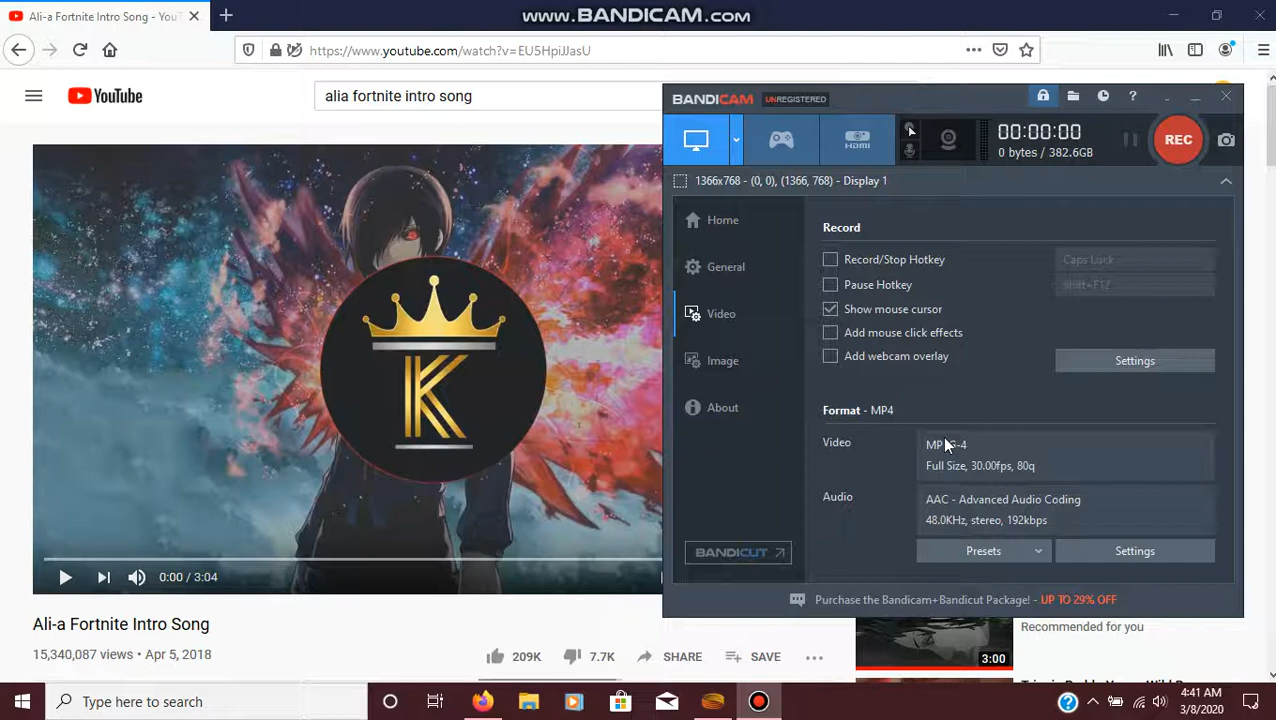 Ali-a Fortnite Intro Song - YouT
www.BANDICAM.com
https://www.youtube.com/watch?v=EU5HpiJJasU
YouTube
alia fortnite intro song
BANDICAM UNREGISTERED
HDMI
00:00:00
0 bytes / 382.6GB
REC
1366x768 - (0, 0), (1366, 768) - Display 1
Home
General
Video
Image
About
BANDICUT
Record
Record/Stop Hotkey
Caps Lock
Pause Hotkey
Shift+F12
Show mouse cursor
Add mouse click effects
Add webcam overlay
Settings
Format - MP4
Video
MPEG-4
Full Size, 30.00fps, 80q
Audio
AAC - Advanced Audio Coding
48.0KHz, stereo, 192kbps
Presets
Settings
Purchase the Bandicam+Bandicut Package! - UP TO 29% OFF
K
0:00 / 3:04
Ali-a Fortnite Intro Song
15,340,087 views • Apr 5, 2018
209K
7.7K
SHARE
SAVE
Recommended for you
3:00
Type here to search
4:41 AM
3/8/2020